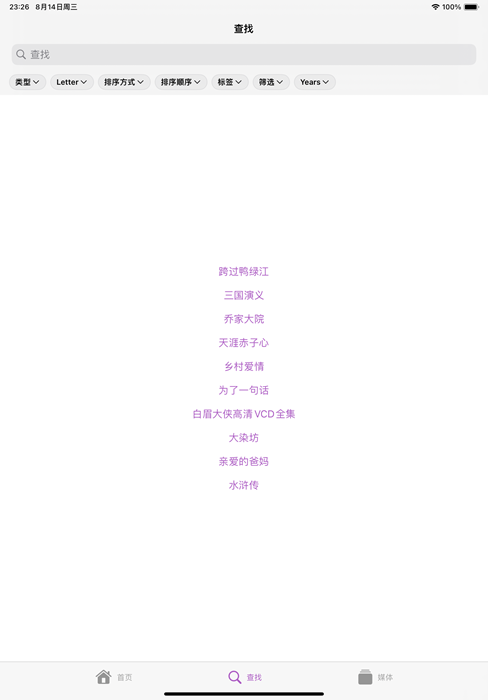 23:26 8月14日周三 100%
查找
查找
类型 Letter 排序方式 排序顺序 标签 筛选 Years
跨过鸭绿江
三国演义
乔家大院
天涯赤子心
乡村爱情
为了一句话
白眉大侠高清VCD全集
大染坊
亲爱的爸妈
水浒传
首页 查找 媒体